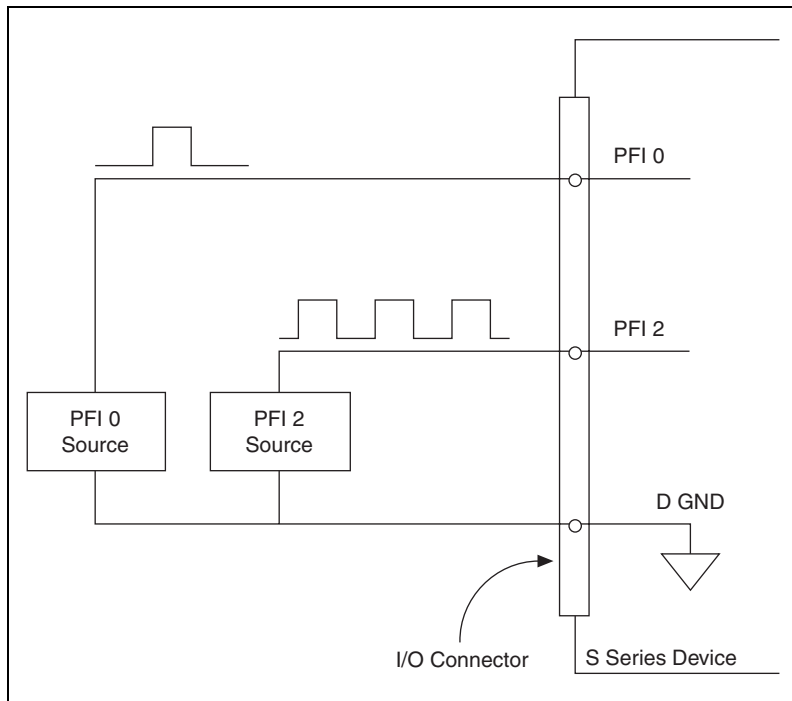 PFI 0
PFI 2
PFI 0
Source
PFI 2
Source
D GND
I/O Connector
S Series Device